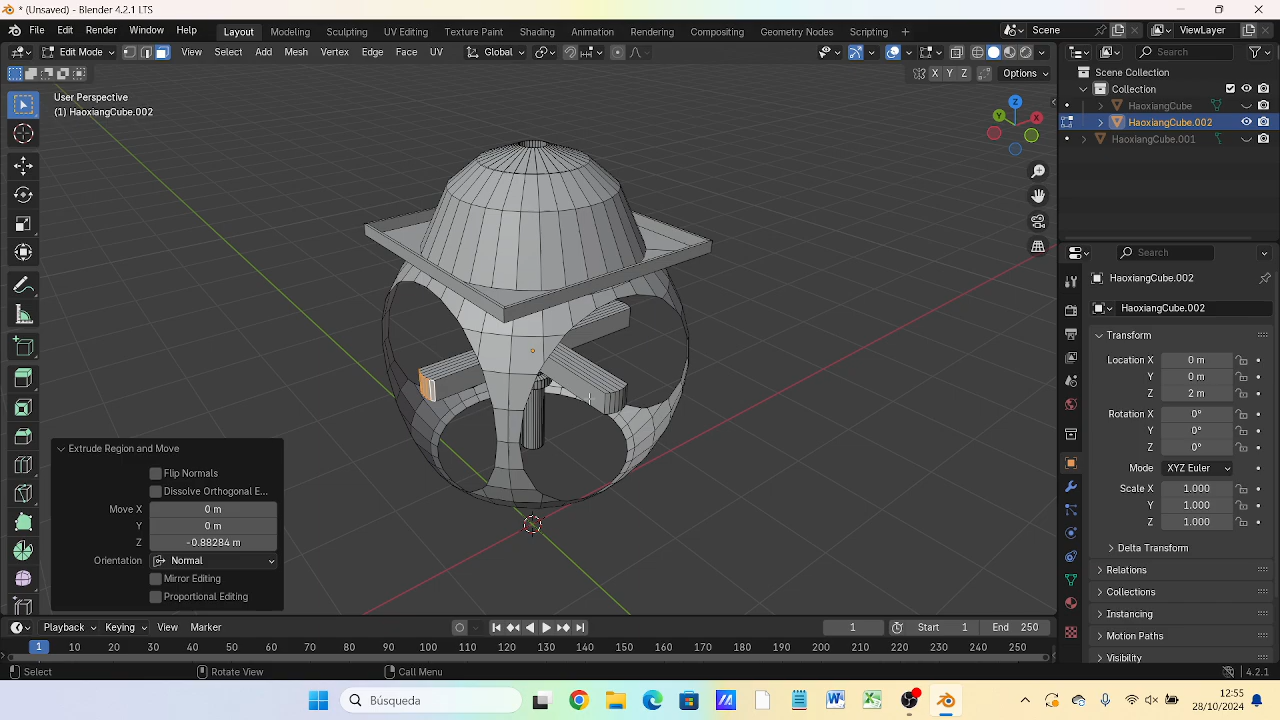 * (Unsaved) - Blender 4.2.1 LTS
File Edit Render Window Help Layout Modeling Sculpting UV Editing Texture Paint Shading Animation Rendering Compositing Geometry Nodes Scripting + Scene ViewLayer
Edit Mode View Select Add Mesh Vertex Edge Face UV Global Search
X Y Z Options
User Perspective
(1) HaoxiangCube.002
Scene Collection
Collection
HaoxiangCube
HaoxiangCube.002
HaoxiangCube.001
Z
Y
X
Search
HaoxiangCube.002
HaoxiangCube.002
Transform
Location X 0 m
Y 0 m
Z 2 m
Rotation X 0°
Y 0°
Z 0°
Mode XYZ Euler
Scale X 1.000
Y 1.000
Z 1.000
Delta Transform
Relations
Collections
Instancing
Motion Paths
Visibility
Extrude Region and Move
Flip Normals
Dissolve Orthogonal E...
Move X 0 m
Y 0 m
Z -0.88284 m
Orientation Normal
Mirror Editing
Proportional Editing
Playback Keying View Marker 1 Start 1 End 250
1 10 20 30 40 50 60 70 80 90 100 110 120 130 140 150 160 170 180 190 200 210 220 230 240 250
Select Rotate View Call Menu 4.2.1
Búsqueda
12:55
28/10/2024